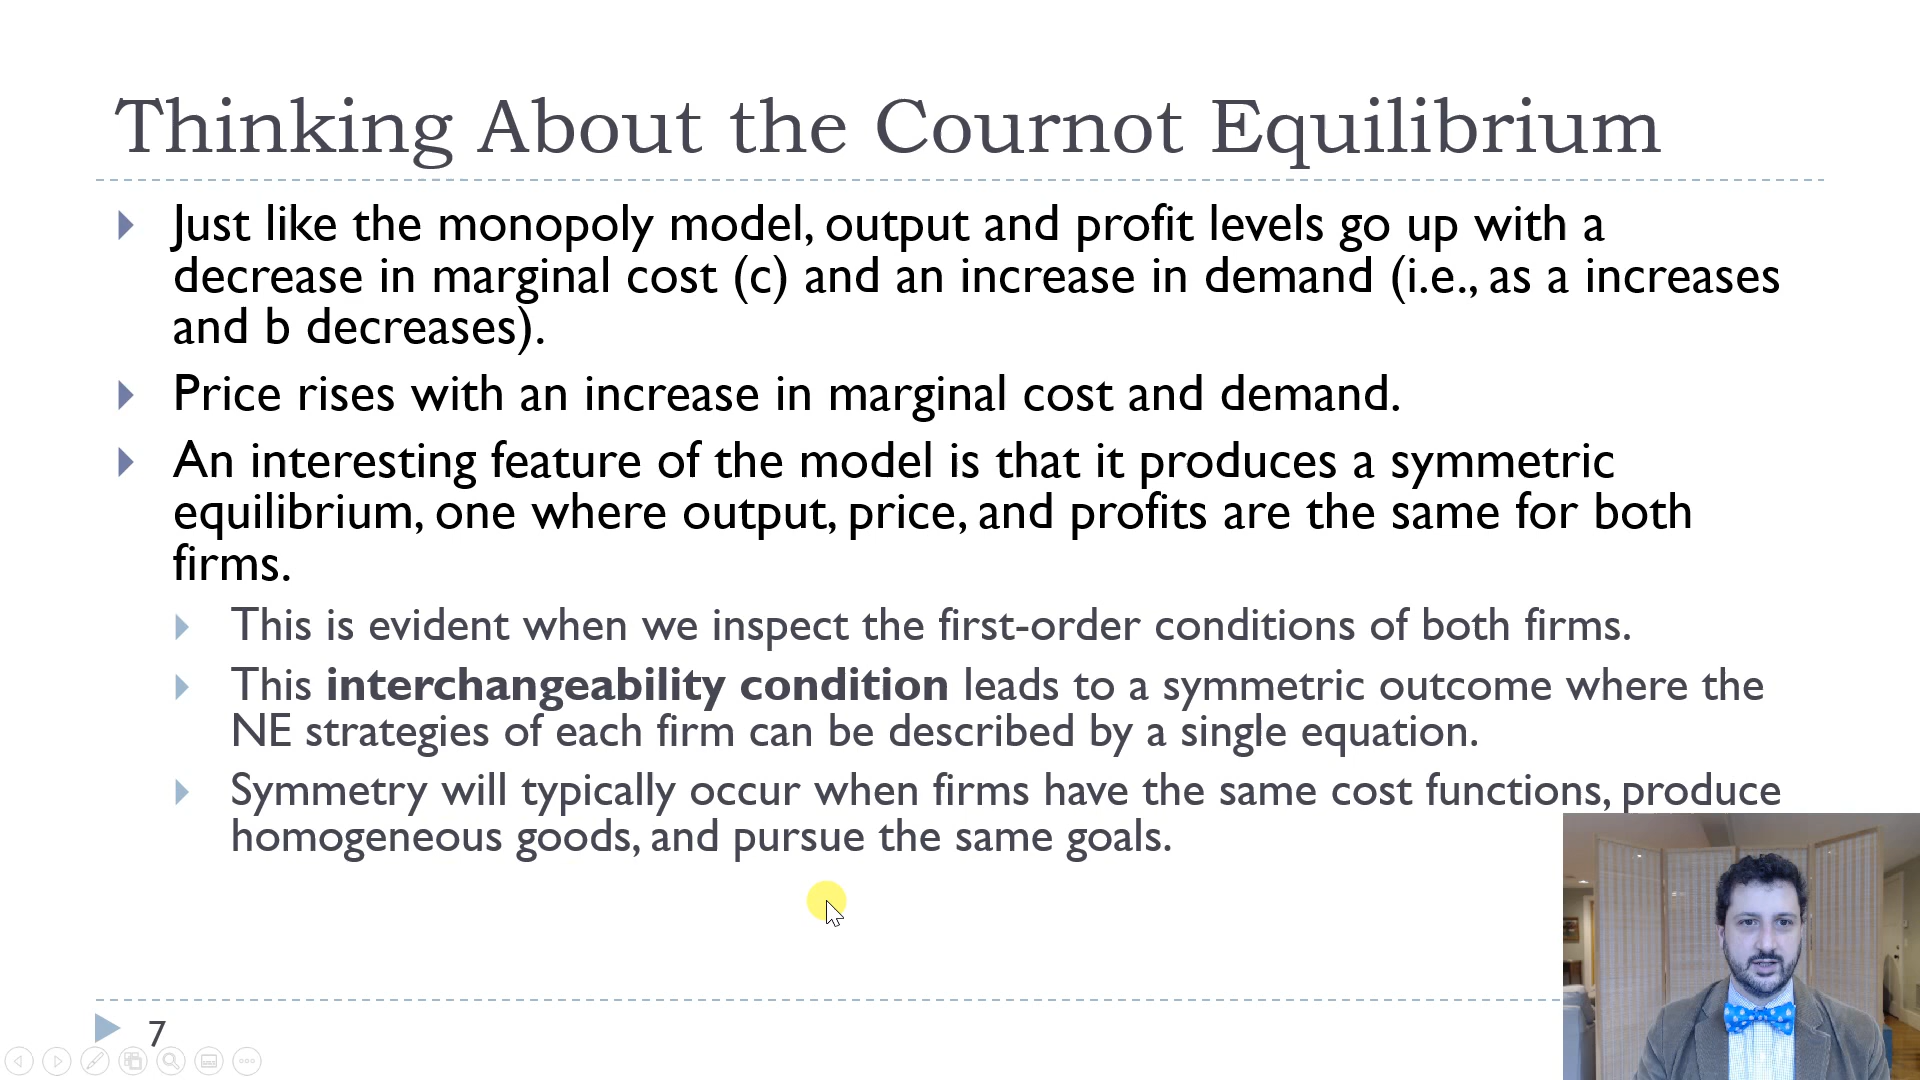 Thinking About the Cournot Equilibrium
Just like the monopoly model, output and profit levels go up with a
decrease in marginal cost (c) and an increase in demand (i.e., as a increases
and b decreases).
Price rises with an increase in marginal cost and demand.
An interesting feature of the model is that it produces a symmetric
equilibrium, one where output, price, and profits are the same for both
firms.
This is evident when we inspect the first-order conditions of both firms.
This interchangeability condition leads to a symmetric outcome where the
NE strategies of each firm can be described by a single equation.
Symmetry will typically occur when firms have the same cost functions, produce
homogeneous goods, and pursue the same goals.
7